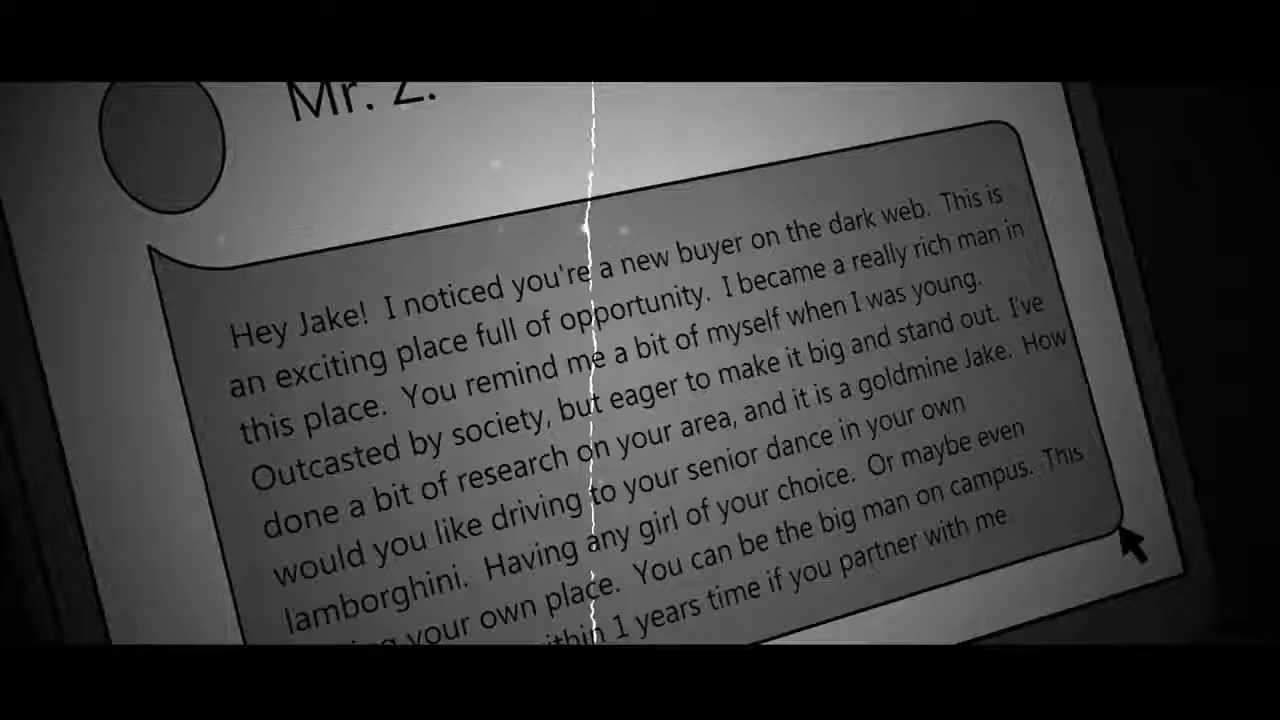 Mr. Z.
Hey Jake! I noticed you're a new buyer on the dark web. This is
an exciting place full of opportunity. I became a really rich man in
this place. You remind me a bit of myself when I was young.
Outcasted by society, but eager to make it big and stand out. I've
done a bit of research on your area, and it is a goldmine Jake. How
would you like driving to your senior dance in your own
lamborghini. Having any girl of your choice. Or maybe even
your own place. You can be the big man on campus. This
within 1 years time if you partner with me